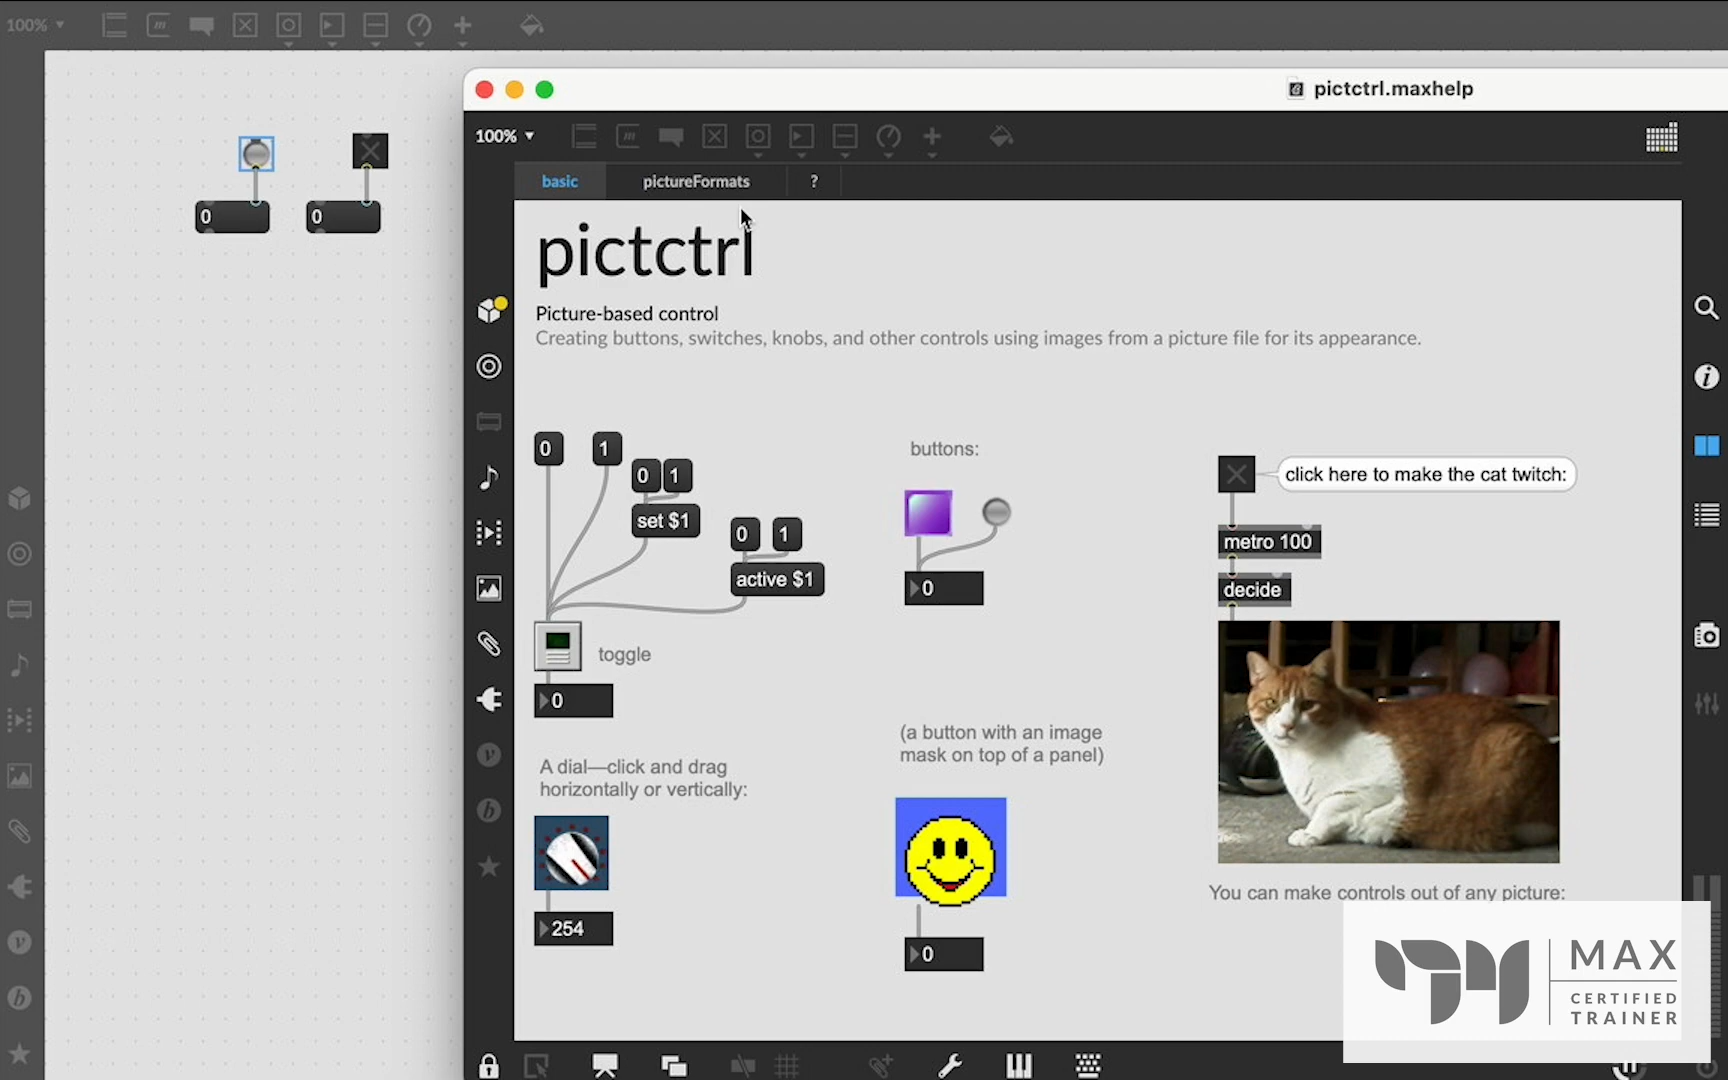 100%
m
0
0
pictctrl.maxhelp
100%
m
basic
pictureFormats
?
pictctrl
Picture-based control
Creating buttons, switches, knobs, and other controls using images from a picture file for its appearance.
0
1
0
1
set $1
0
1
active $1
toggle
0
A dial—click and drag
horizontally or vertically:
254
buttons:
0
(a button with an image
mask on top of a panel)
0
click here to make the cat twitch:
metro 100
decide
You can make controls out of any picture:
MAX
CERTIFIED
TRAINER